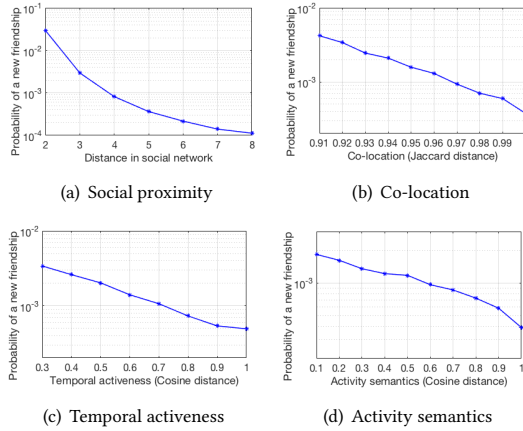 10^-1
10^-2
10^-3
10^-4
Probability of a new friendship
2 3 4 5 6 7 8
Distance in social network
(a) Social proximity
10^-2
10^-3
Probability of a new friendship
0.91 0.92 0.93 0.94 0.95 0.96 0.97 0.98 0.99
Co-location (Jaccard distance)
(b) Co-location
10^-2
10^-3
Probability of a new friendship
0.3 0.4 0.5 0.6 0.7 0.8 0.9 1
Temporal activeness (Cosine distance)
(c) Temporal activeness
10^-3
Probability of a new friendship
0.1 0.2 0.3 0.4 0.5 0.6 0.7 0.8 0.9 1
Activity semantics (Cosine distance)
(d) Activity semantics